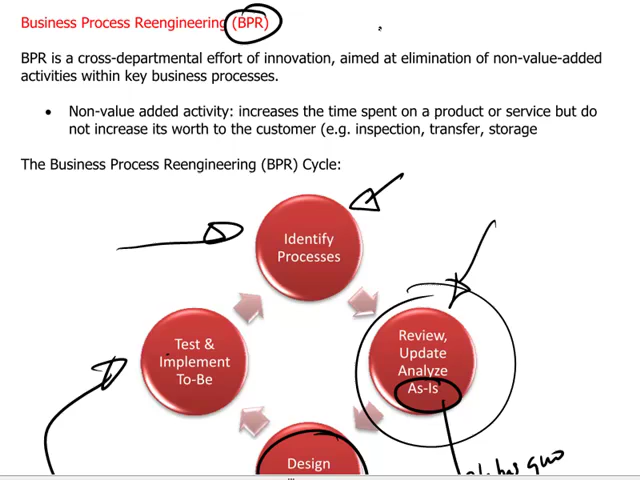 Business Process Reengineering (BPR)
BPR is a cross-departmental effort of innovation, aimed at elimination of non-value-added
activities within key business processes.
• Non-value added activity: increases the time spent on a product or service but do
not increase its worth to the customer (e.g. inspection, transfer, storage
The Business Process Reengineering (BPR) Cycle:
Identify
Processes
Review,
Update
Analyze
As-Is
Test &
Implement
To-Be
Design
quo